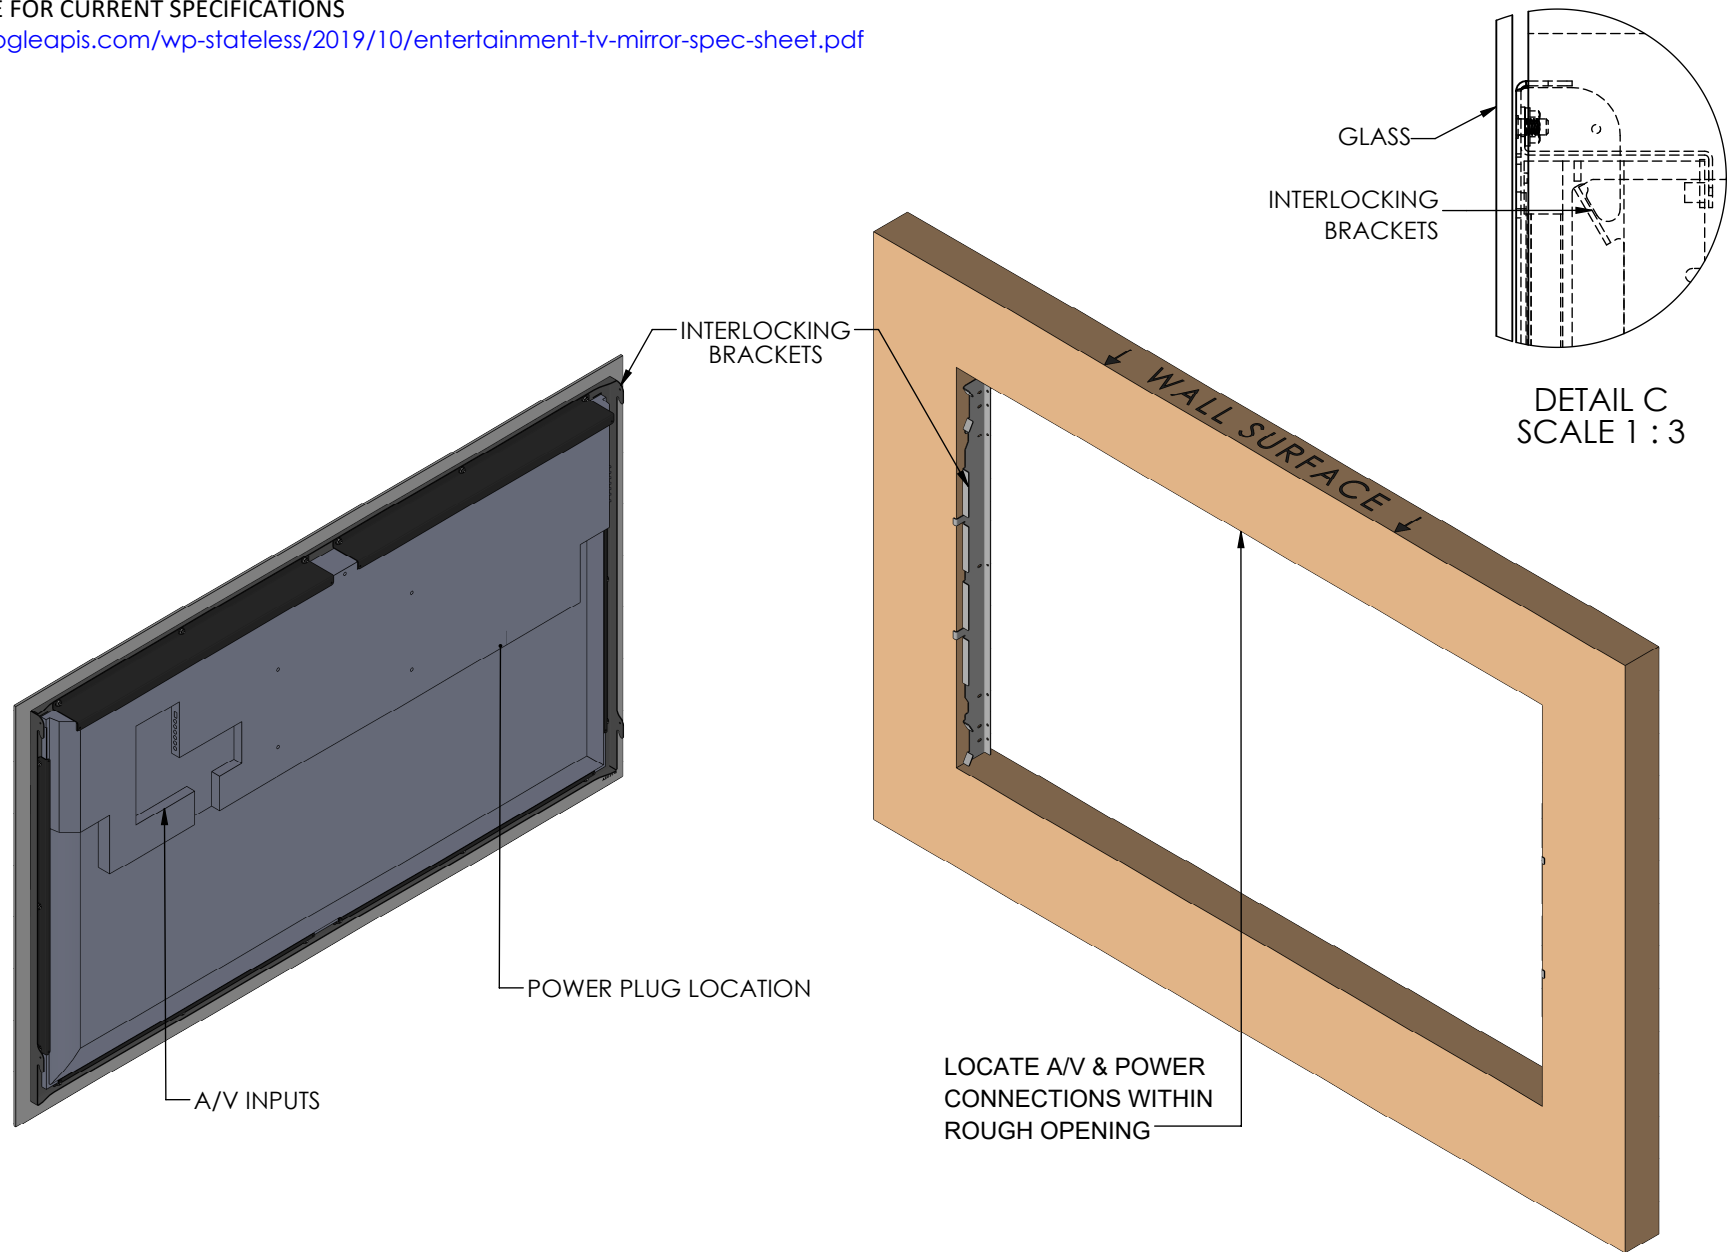 FOR CURRENT SPECIFICATIONS
ogleapis.com/wp-stateless/2019/10/entertainment-tv-mirror-spec-sheet.pdf
GLASS
INTERLOCKING
BRACKETS
DETAIL C
SCALE 1 : 3
INTERLOCKING
BRACKETS
WALL SURFACE
POWER PLUG LOCATION
A/V INPUTS
LOCATE A/V & POWER
CONNECTIONS WITHIN
ROUGH OPENING